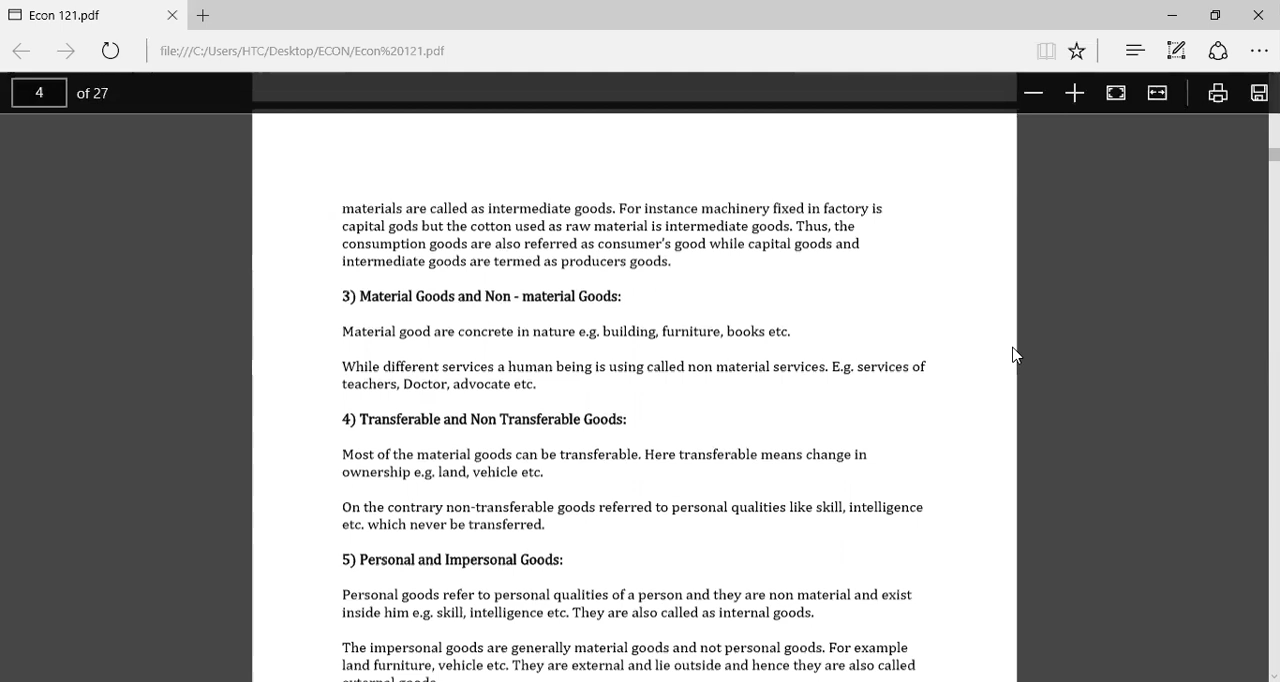 Econ 121.pdf
file:///C:/Users/HTC/Desktop/ECON/Econ%20121.pdf
4 of 27
materials are called as intermediate goods. For instance machinery fixed in factory is
capital gods but the cotton used as raw material is intermediate goods. Thus, the
consumption goods are also referred as consumer's good while capital goods and
intermediate goods are termed as producers goods.
3) Material Goods and Non - material Goods:
Material good are concrete in nature e.g. building, furniture, books etc.
While different services a human being is using called non material services. E.g. services of
teachers, Doctor, advocate etc.
4) Transferable and Non Transferable Goods:
Most of the material goods can be transferable. Here transferable means change in
ownership e.g. land, vehicle etc.
On the contrary non-transferable goods referred to personal qualities like skill, intelligence
etc. which never be transferred.
5) Personal and Impersonal Goods:
Personal goods refer to personal qualities of a person and they are non material and exist
inside him e.g. skill, intelligence etc. They are also called as internal goods.
The impersonal goods are generally material goods and not personal goods. For example
land furniture, vehicle etc. They are external and lie outside and hence they are also called
external goods.